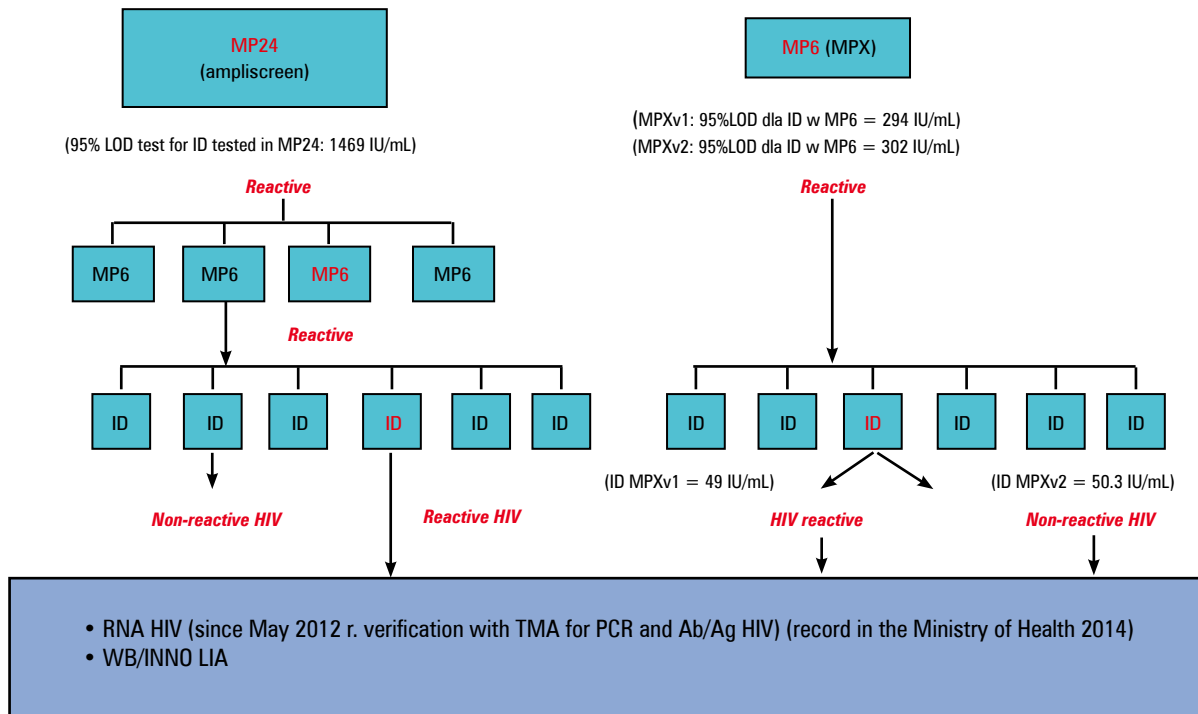 MP24
(ampliscreen)
MP6 (MPX)
(95% LOD test for ID tested in MP24: 1469 IU/mL)
(MPXv1: 95%LOD dla ID w MP6 = 294 IU/mL)
(MPXv2: 95%LOD dla ID w MP6 = 302 IU/mL)
Reactive
Reactive
MP6
MP6
MP6
MP6
Reactive
ID
ID
ID
ID
ID
ID
ID
ID
ID
ID
ID
ID
(ID MPXv1 = 49 IU/mL)
(ID MPXv2 = 50.3 IU/mL)
Non-reactive HIV
Reactive HIV
HIV reactive
Non-reactive HIV
• RNA HIV (since May 2012 r. verification with TMA for PCR and Ab/Ag HIV) (record in the Ministry of Health 2014)
• WB/INNO LIA